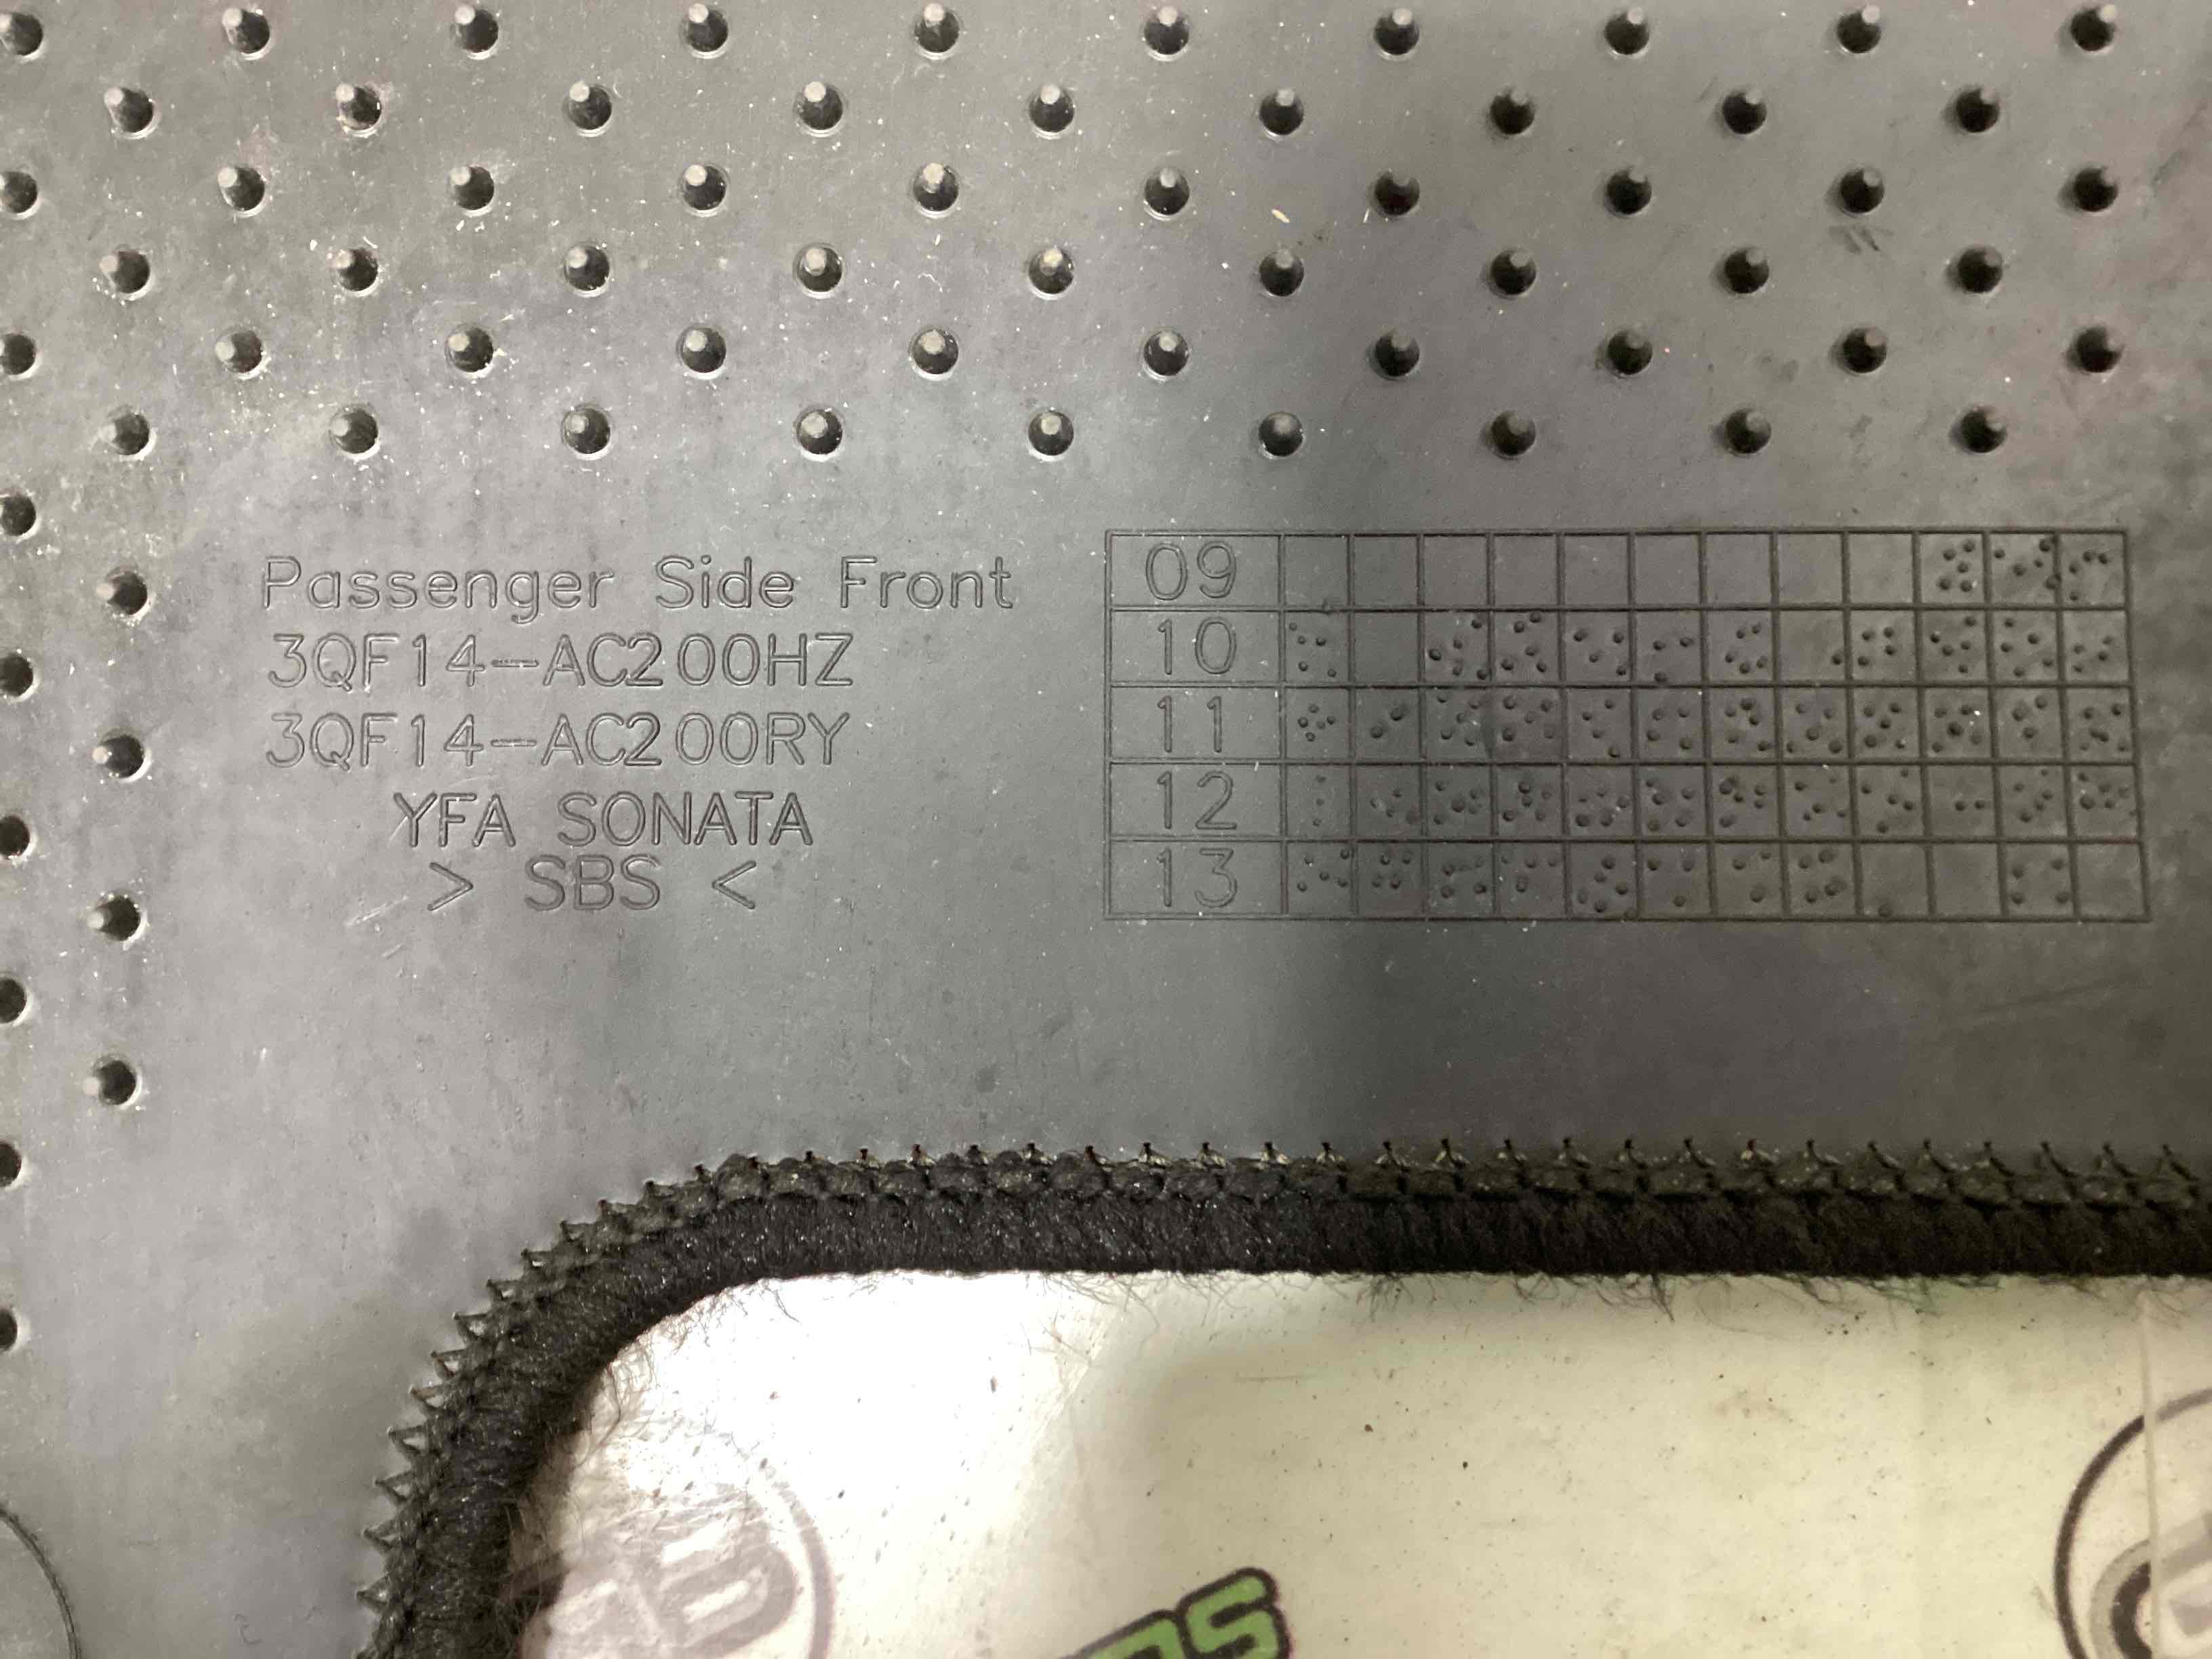 Passenger Side Front
3QF14-AC200HZ
3QF14-AC200RY
YFA SONATA
> SBS <
09
10
11
12
13